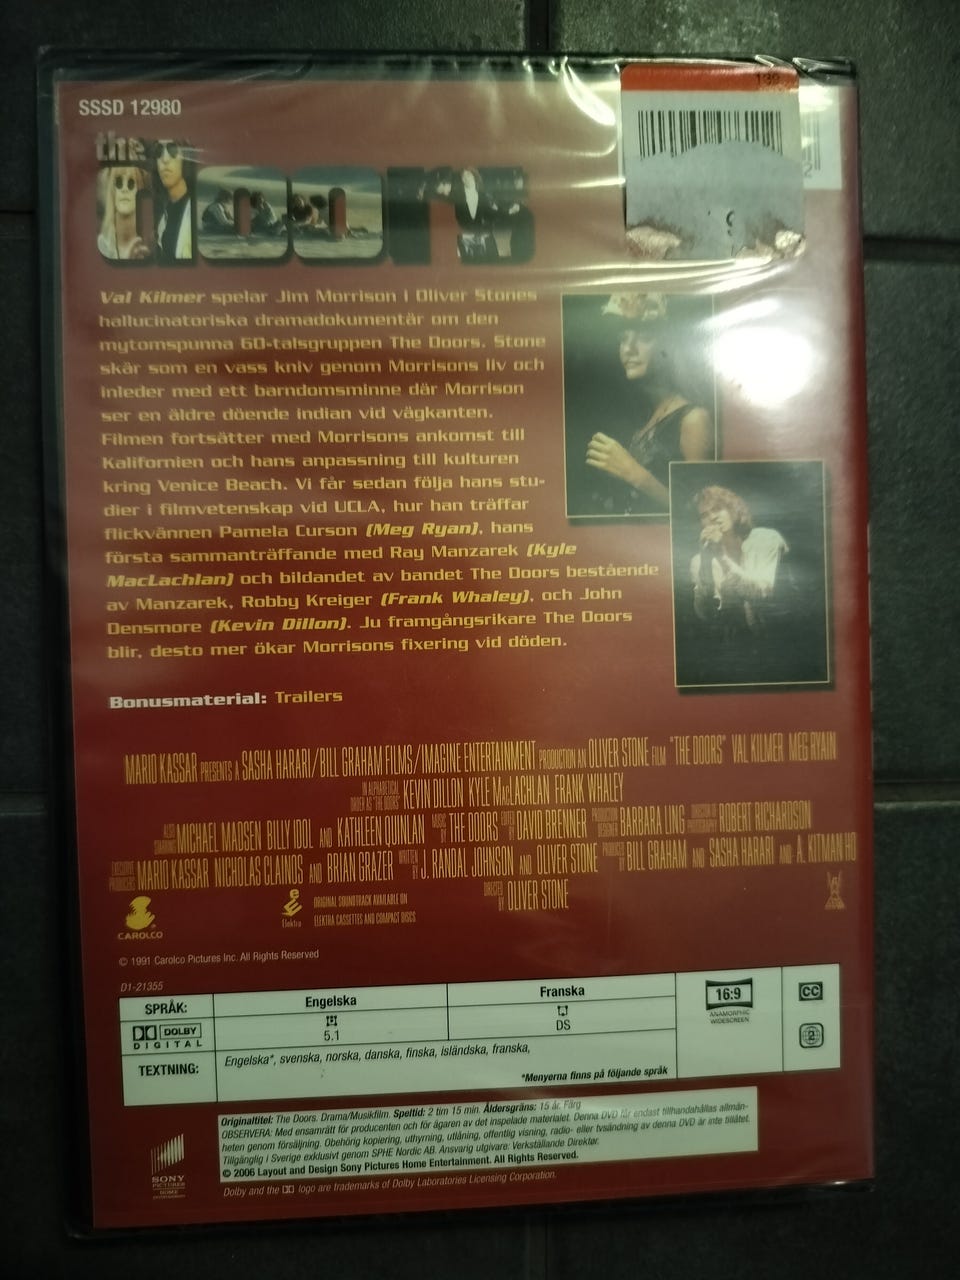 SSSD 12980
139
the
doors
9
Val Kilmer spelar Jim Morrison i Oliver Stones
hallucinatoriska dramadokumentär om den
mytomspunna 60-talsgruppen The Doors. Stone
skär som en vass kniv genom Morrisons liv och
inleder med ett barndomsminne där Morrison
ser en äldre döende indian vid vägkanten.
Filmen fortsätter med Morrisons ankomst till
Kalifornien och hans anpassning till kulturen
kring Venice Beach. Vi får sedan följa hans stu-
dier i filmvetenskap vid UCLA, hur han träffar
flickvännen Pamela Curson (Meg Ryan), hans
första sammanträffande med Ray Manzarek (Kyle
MacLachlan) och bildandet av bandet The Doors bestående
av Manzarek, Robby Kreiger (Frank Whaley), och John
Densmore (Kevin Dillon). Ju framgångsrikare The Doors
blir, desto mer ökar Morrisons fixering vid döden.
Bonusmaterial: Trailers
MARIO KASSAR PRESENTS A SASHA HARARI/BILL GRAHAM FILMS/IMAGINE ENTERTAINMENT PRODUCTION AN OLIVER STONE FILM "THE DOORS" VAL KILMER MEG RYAIN
IN ALPHABETICAL ORDER AS "THE DOORS" KEVIN DILLON KYLE MacLACHLAN FRANK WHALEY
ALSO STARRING MICHAEL MADSEN BILLY IDOL AND KATHLEEN QUINLAN MUSIC BY THE DOORS EDITED BY DAVID BRENNER PRODUCTION DESIGNER BARBARA LING DIRECTOR OF PHOTOGRAPHY ROBERT RICHARDSON
EXECUTIVE PRODUCERS MARIO KASSAR NICHOLAS CLAINOS AND BRIAN GRAZER WRITTEN BY J. RANDAL JOHNSON AND OLIVER STONE PRODUCED BY BILL GRAHAM AND SASHA HARARI AND A. KITMAN HO
DIRECTED BY OLIVER STONE
CAROLCO
Elektra
ORIGINAL SOUNDTRACK AVAILABLE ON
ELEKTRA CASSETTES AND COMPACT DISCS
© 1991 Carolco Pictures Inc. All Rights Reserved
D1-21355
SPRÅK: Engelska Franska
DOLBY DIGITAL 5.1 DS
TEXTNING: Engelska*, svenska, norska, danska, finska, isländska, franska,
*Menyerna finns på följande språk
16:9
ANAMORPHIC
WIDESCREEN
CC
2
Originaltitel: The Doors. Drama/Musikfilm. Speltid: 2 tim 15 min. Åldersgräns: 15 år. Färg
OBSERVERA: Med ensamrätt för producenten och för ägaren av det inspelade materialet. Denna DVD får endast tillhandahållas allmän-
heten genom försäljning. Obehörig kopiering, uthyrning, utlåning, offentlig visning, radio- eller tvsändning av denna DVD är inte tillåtet.
Tillgänglig i Sverige exklusivt genom SPHE Nordic AB. Ansvarig utgivare: Verkställande Direktør.
© 2006 Layout and Design Sony Pictures Home Entertainment. All Rights Reserved.
Dolby and the logo are trademarks of Dolby Laboratories Licensing Corporation.
SONY
PICTURES
HOME
ENTERTAINMENT